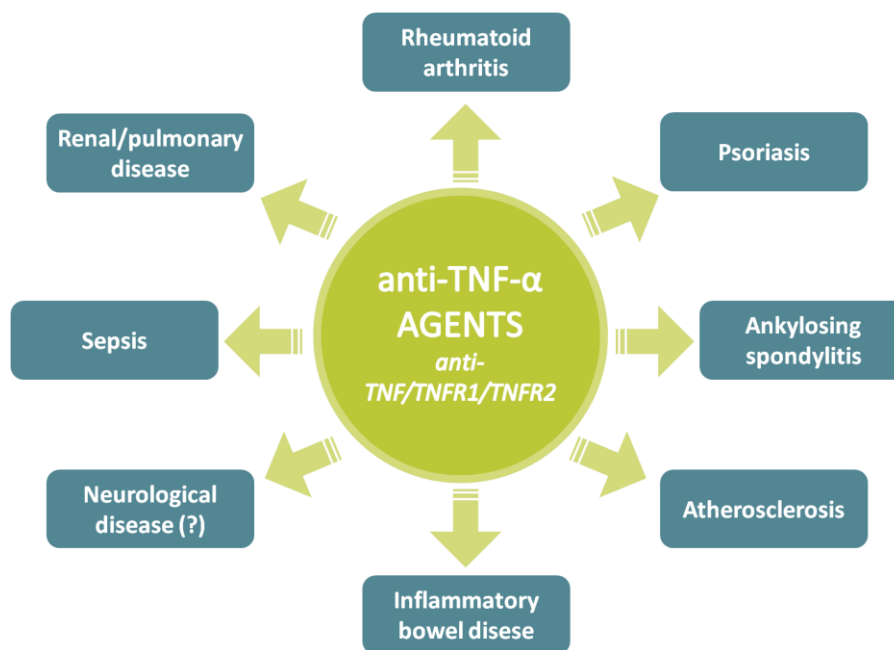 Rheumatoid
arthritis
Renal/pulmonary
disease
Psoriasis
anti-TNF-α
AGENTS
anti-
TNF/TNFR1/TNFR2
Sepsis
Ankylosing
spondylitis
Neurological
disease (?)
Atherosclerosis
Inflammatory
bowel disese